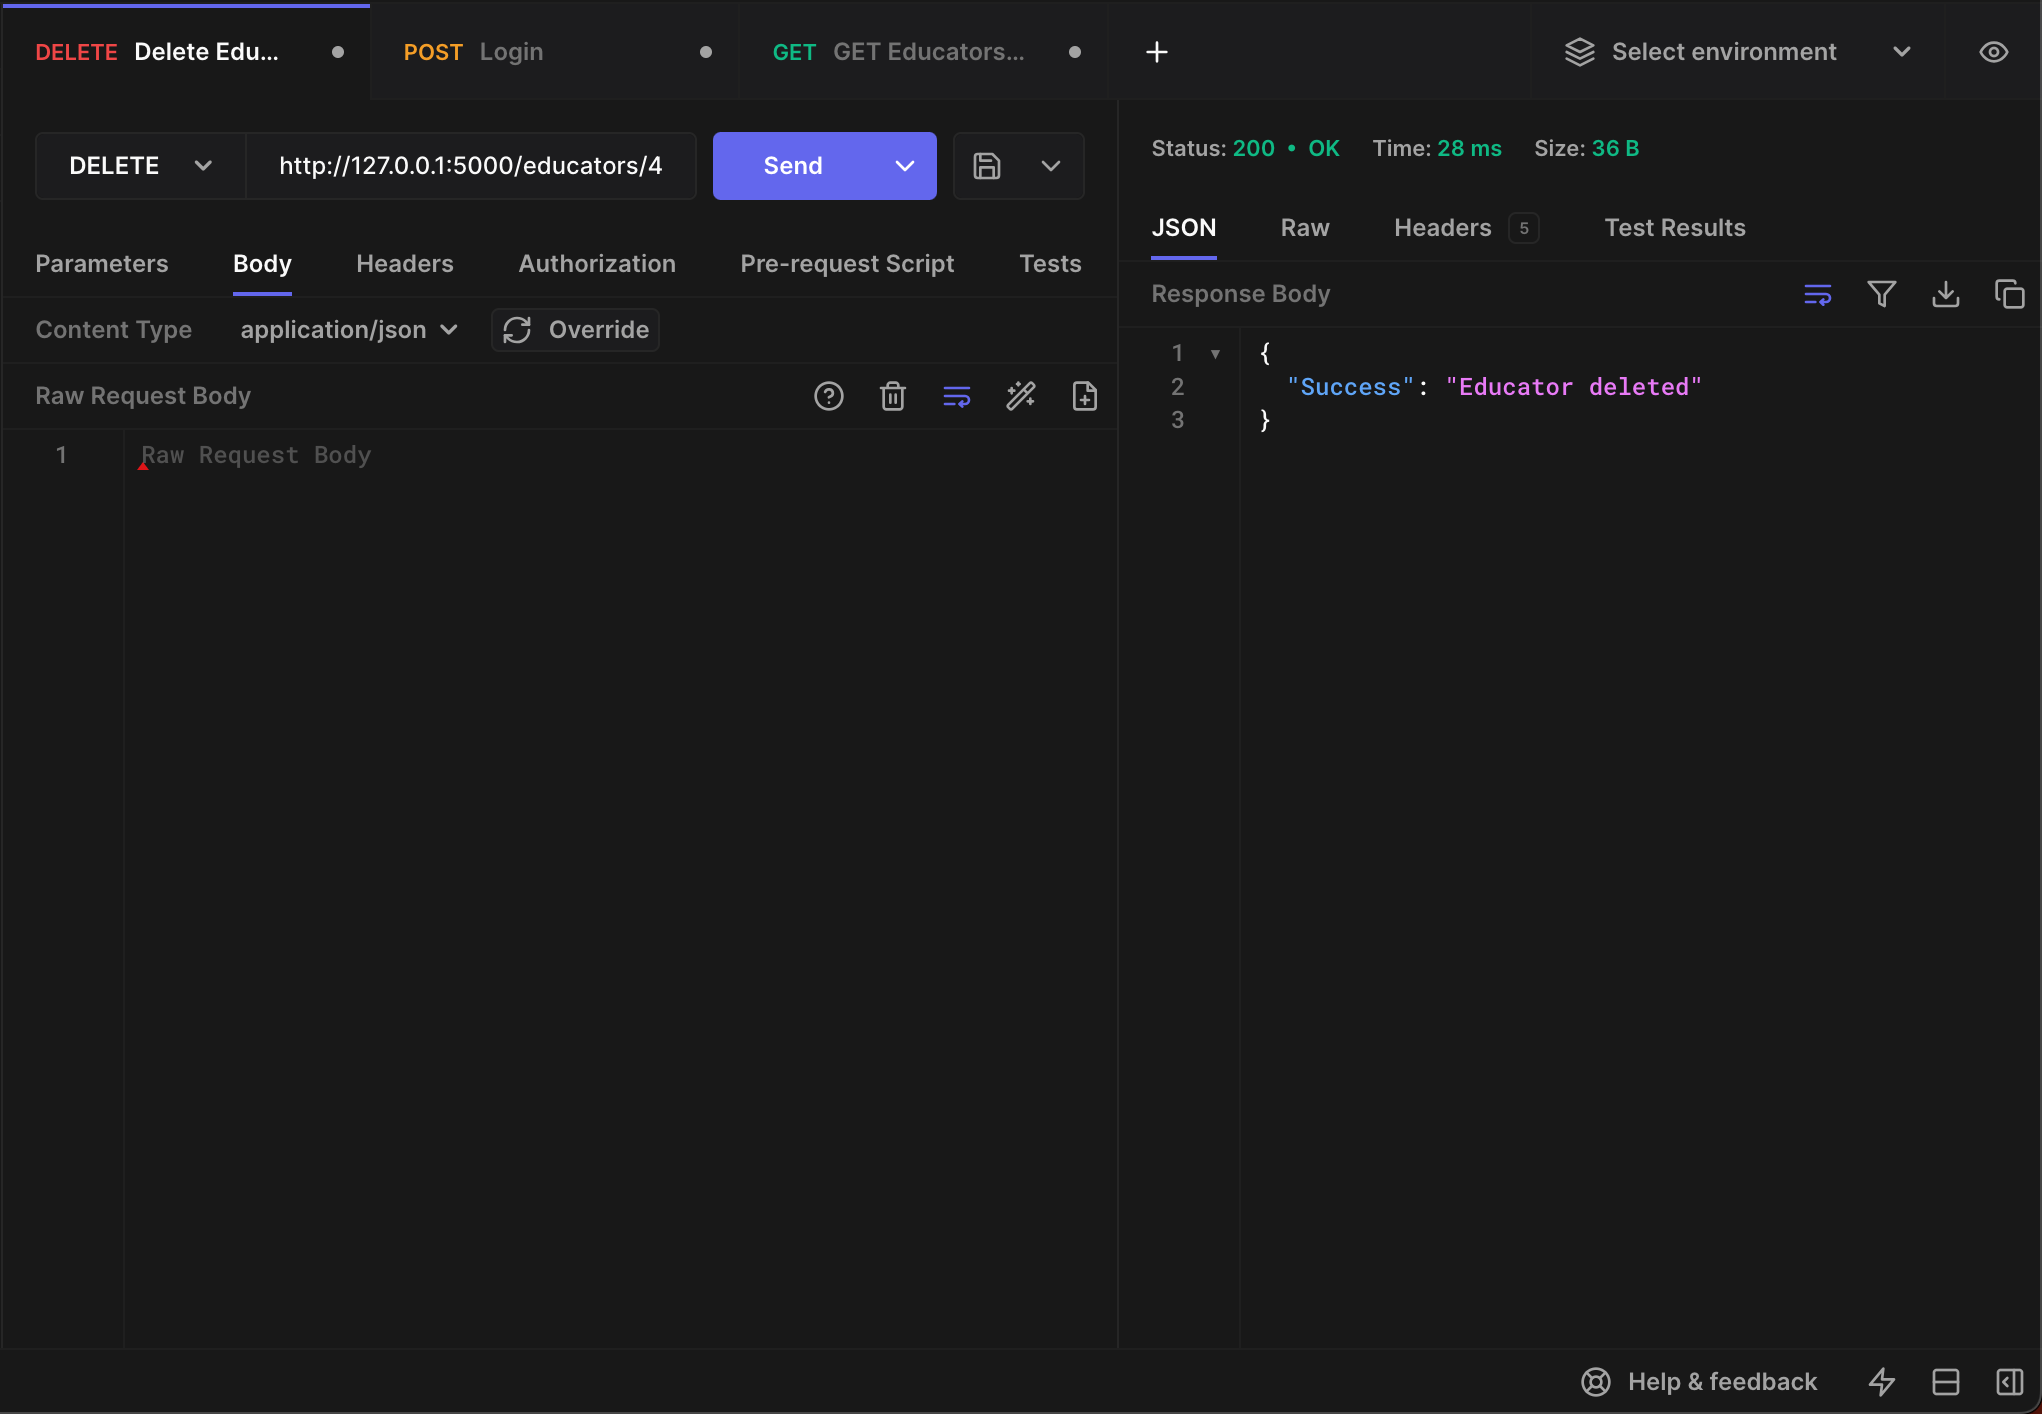 DELETE Delete Edu...
POST Login
GET GET Educators...
Select environment
DELETE
http://127.0.0.1:5000/educators/4
Send
Parameters
Body
Headers
Authorization
Pre-request Script
Tests
Content Type
application/json
Override
Raw Request Body
1
Raw Request Body
Status: 200 • OK
Time: 28 ms
Size: 36 B
JSON
Raw
Headers 5
Test Results
Response Body
1 {
2 "Success": "Educator deleted"
3 }
Help & feedback